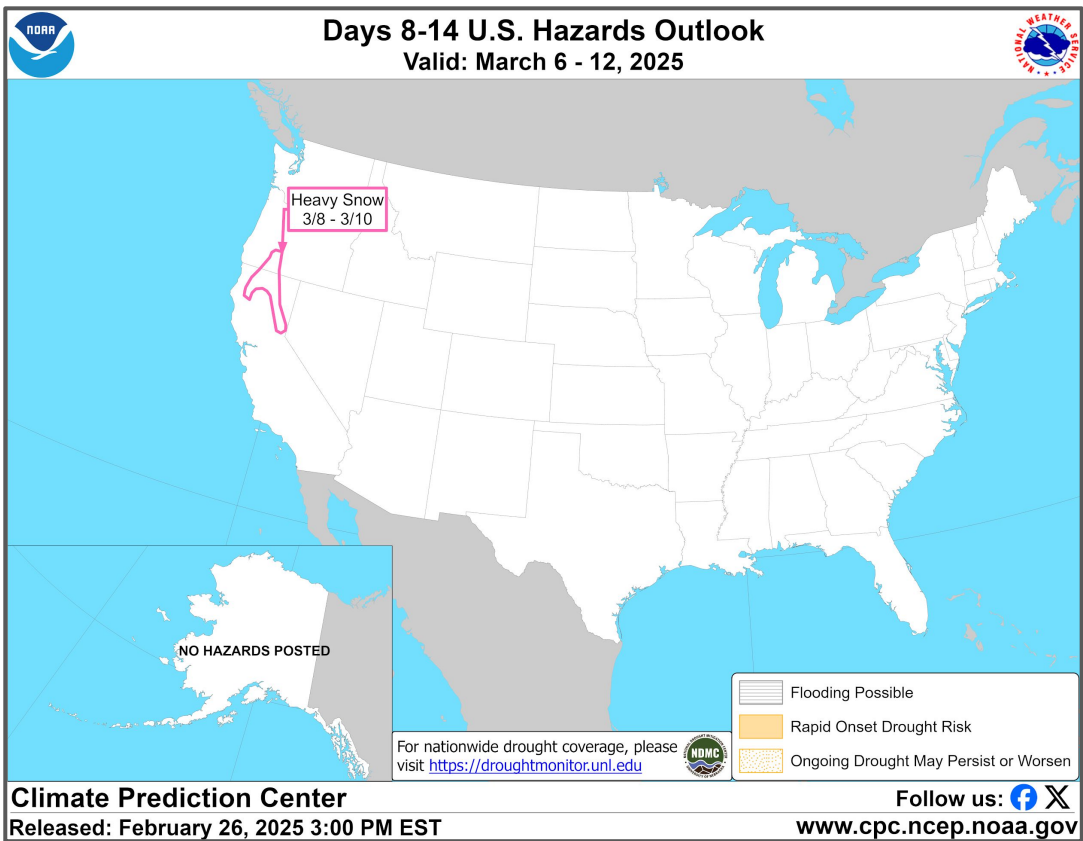 NOAA
NATIONAL WEATHER SERVICE
Days 8-14 U.S. Hazards Outlook
Valid: March 6 - 12, 2025
Heavy Snow
3/8 - 3/10
NO HAZARDS POSTED
Flooding Possible
Rapid Onset Drought Risk
Ongoing Drought May Persist or Worsen
For nationwide drought coverage, please
visit https://droughtmonitor.unl.edu
NDMC
Climate Prediction Center
Released: February 26, 2025 3:00 PM EST
Follow us:
www.cpc.ncep.noaa.gov